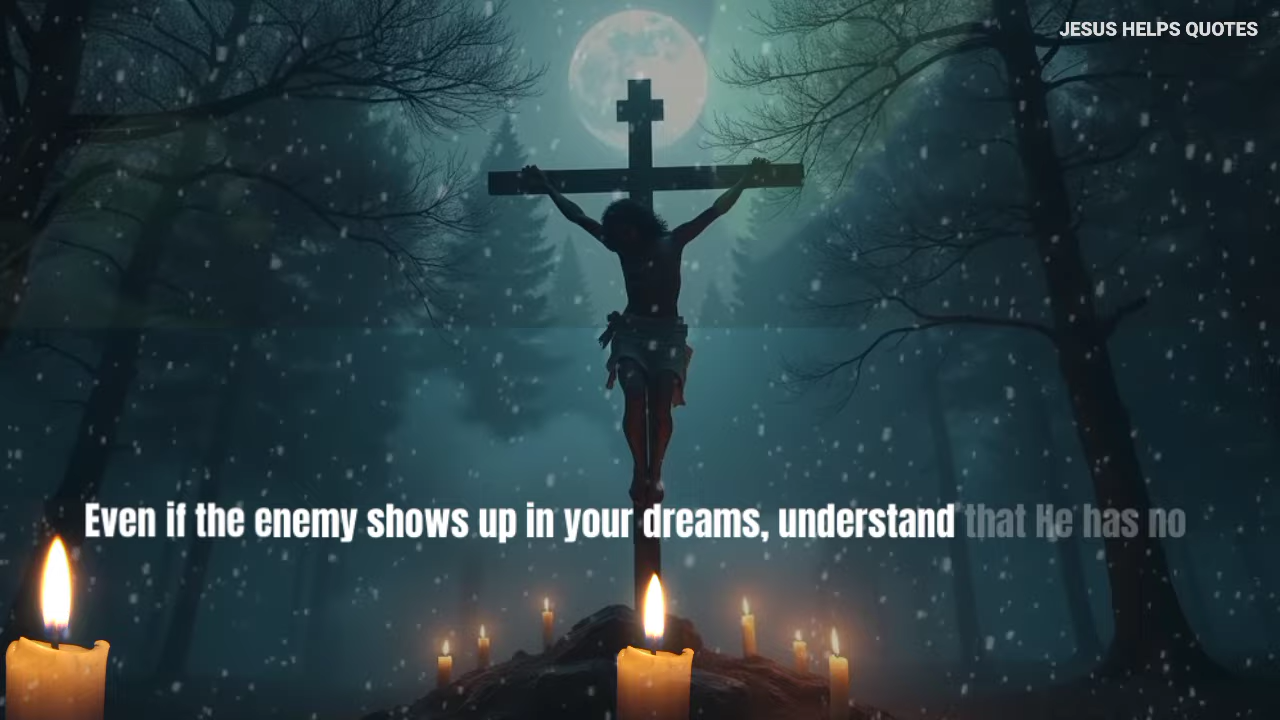 JESUS HELPS QUOTES
Even if the enemy shows up in your dreams, understand that He has no